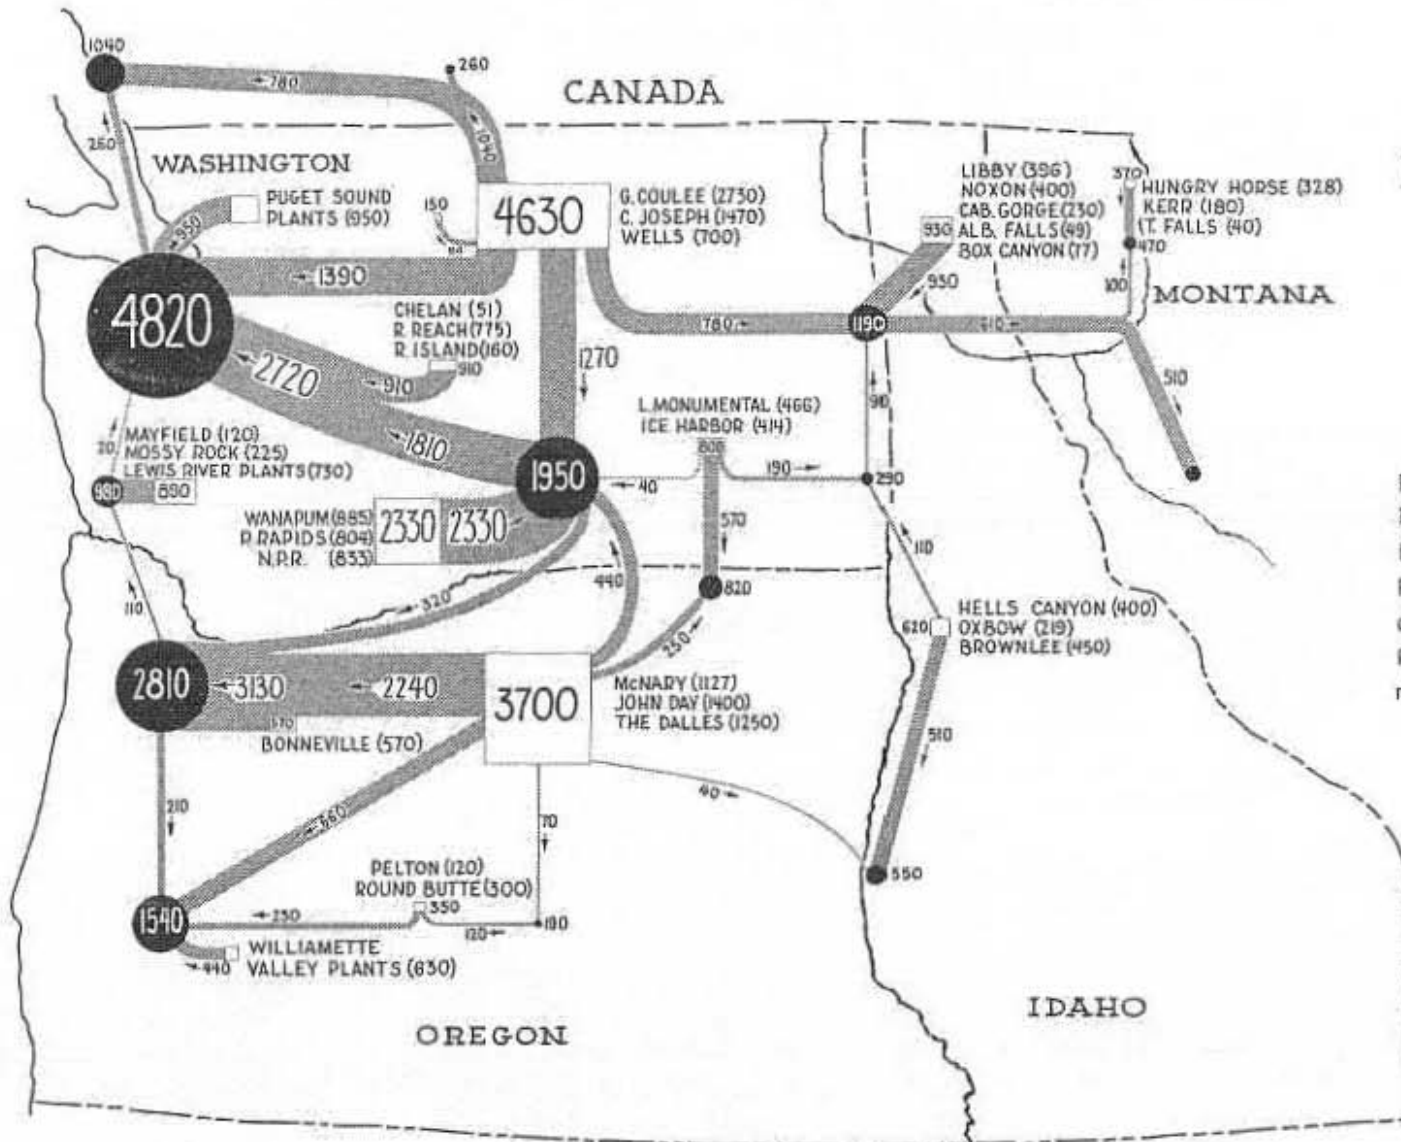 1040
780
260
CANADA
1040
260
WASHINGTON
PUGET SOUND
PLANTS (950)
950
150
4630
G. COULEE (2730)
C. JOSEPH (1470)
WELLS (700)
LIBBY (396)
NOXON (400)
CAB. GORGE (230)
ALB. FALLS (49)
BOX CANYON (77)
930
930
370
HUNGRY HORSE (328)
KERR (180)
T. FALLS (40)
470
100
MONTANA
1390
4820
CHELAN (51)
R. REACH (775)
R. ISLAND (160)
910
910
2720
1810
1270
780
1190
610
510
L. MONUMENTAL (466)
ICE HARBOR (414)
800
90
20
MAYFIELD (120)
MOSSY ROCK (225)
LEWIS RIVER PLANTS (730)
980
890
1950
40
190
290
WANAPUM (885)
P. RAPIDS (804)
N.P.R. (833)
2330
2330
570
110
440
820
110
320
250
HELLS CANYON (400)
OXBOW (219)
BROWNLEE (450)
620
2810
3130
2240
3700
McNARY (1127)
JOHN DAY (1400)
THE DALLES (1250)
570
BONNEVILLE (570)
510
210
660
70
40
PELTON (120)
ROUND BUTTE (300)
350
550
1540
230
120
190
WILLIAMETTE
VALLEY PLANTS (630)
440
OREGON
IDAHO